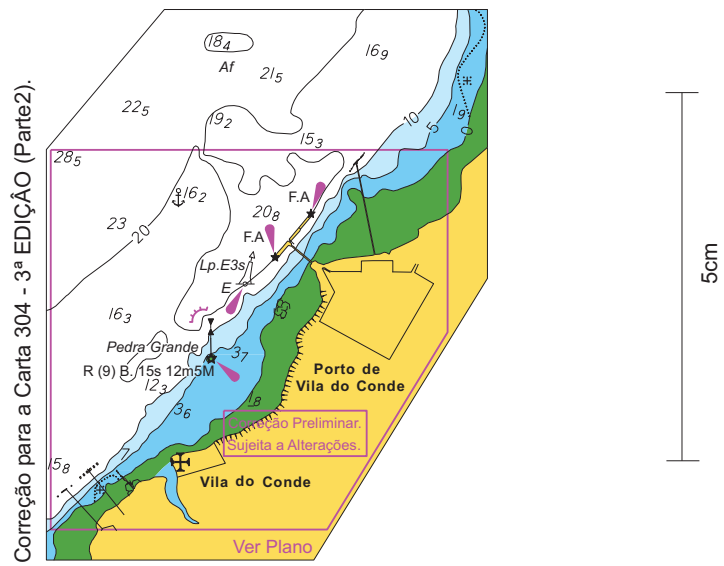 Correção para a Carta 304 - 3ª EDIÇÂO (Parte2).
18₄
Af
16₉
21₅
22₅
19₂
10
5
19
0
15₃
28₅
16₂
F.A
23
20
20₈
F.A
Lp.E3s
E
16₃
Pedra Grande
3₇
R (9) B. 15s 12m5M
12₃
3₆
18
Porto de
Vila do Conde
Correção Preliminar.
Sujeita a Alterações.
15₈
7
Vila do Conde
Ver Plano
5cm